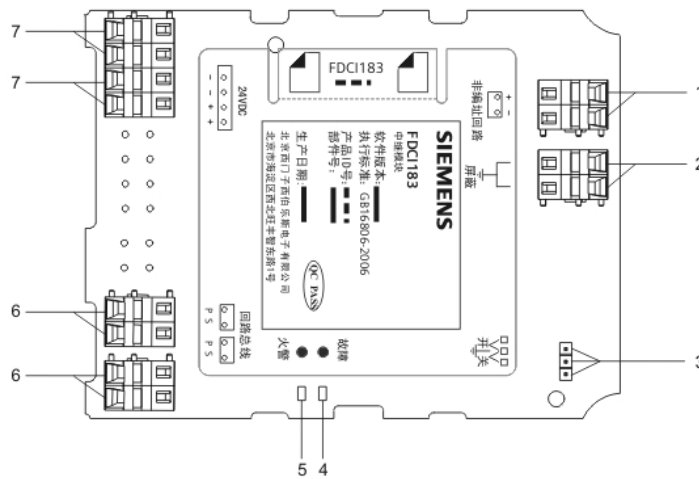 7
7
6
6
5
4
1
2
3
FDCI183
24VDC
- - + +
非编址回路
+ -
屏蔽
SIEMENS
FDCI183
中继模块
软件版本:
执行标准: GB16806-2006
产品ID号:
部件号:
生产日期:
北京西门子西伯乐斯电子有限公司
北京市海淀区西北旺丰智东路1号
QC PASS
回路总线
P S P S
火警
故障
开 关